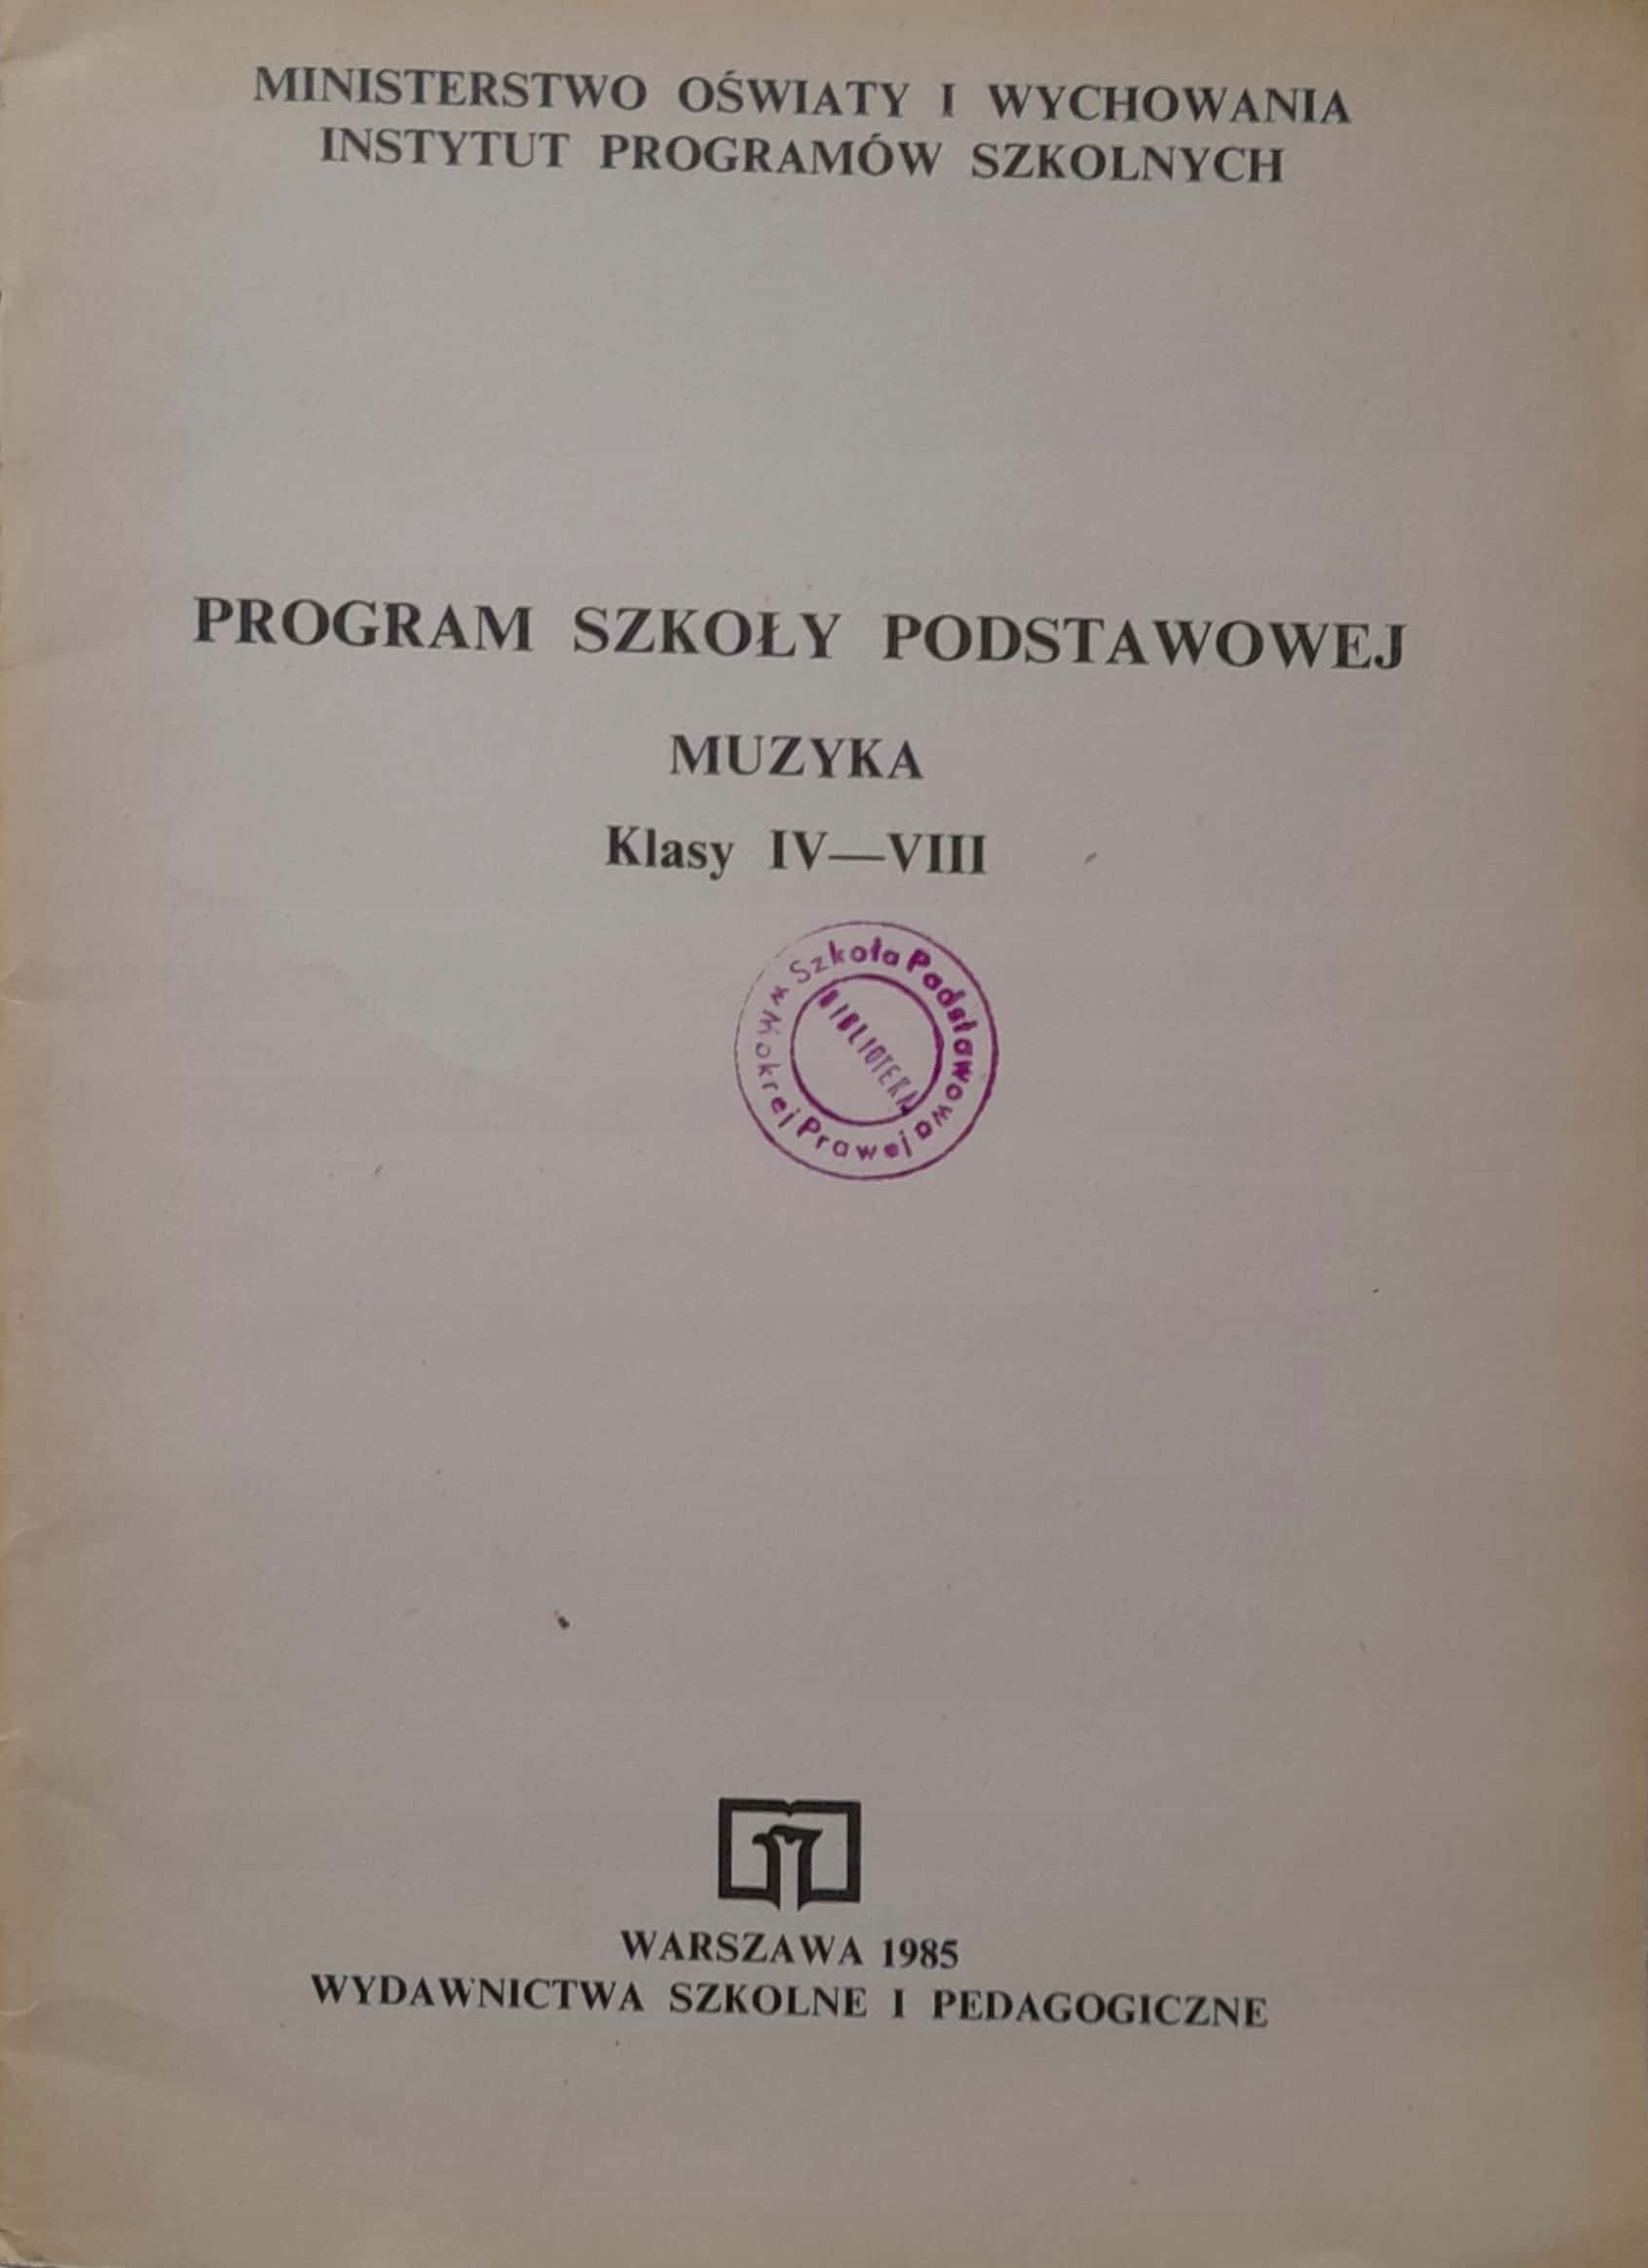 MINISTERSTWO OŚWIATY I WYCHOWANIA
INSTYTUT PROGRAMÓW SZKOLNYCH
PROGRAM SZKOŁY PODSTAWOWEJ
MUZYKA
Klasy IV—VIII
Szkoła Podstawowa
w Mokrej Prawej
BIBLIOTEKA
WARSZAWA 1985
WYDAWNICTWA SZKOLNE I PEDAGOGICZNE